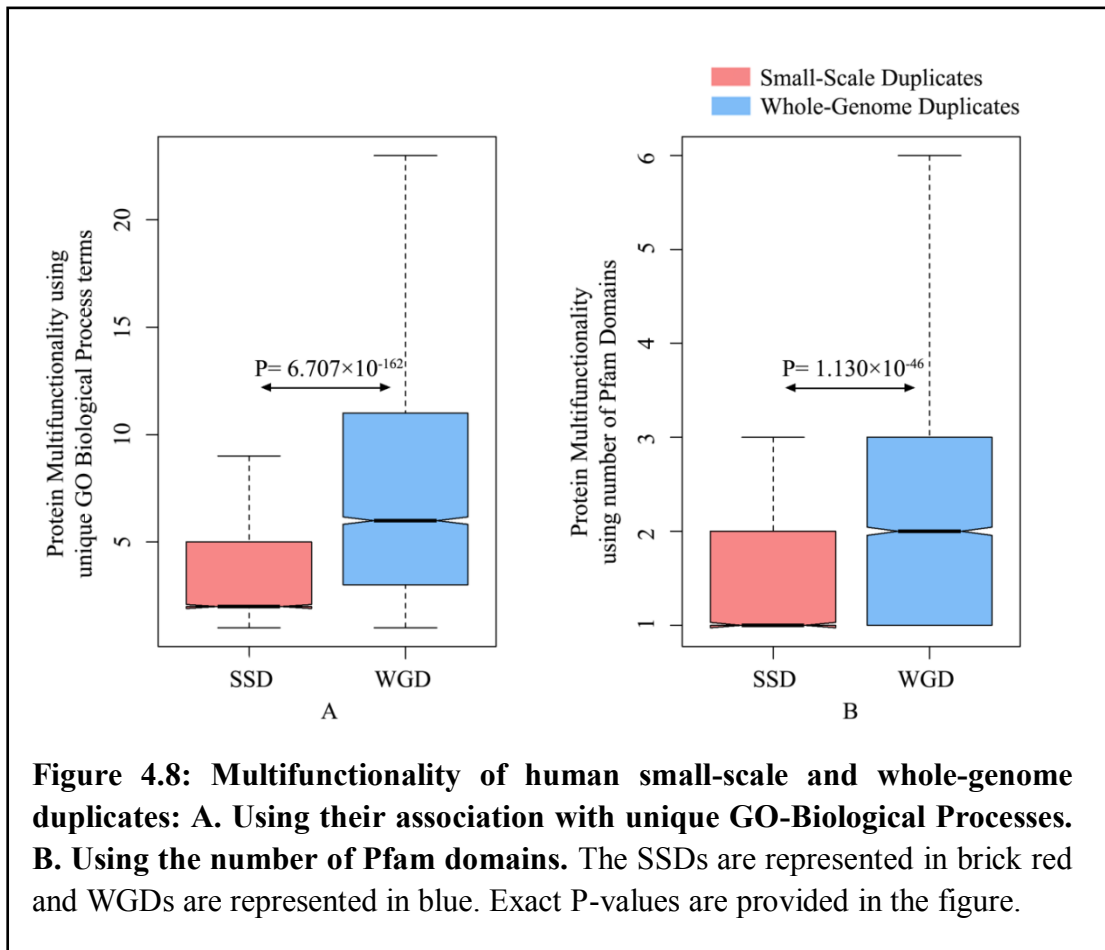 Small-Scale Duplicates
Whole-Genome Duplicates
Protein Multifunctionality using
unique GO Biological Process terms
20
15
10
5
P= 6.707×10⁻¹⁶²
SSD
WGD
A
Protein Multifunctionality
using number of Pfam Domains
6
5
4
3
2
1
P= 1.130×10⁻⁴⁶
SSD
WGD
B
Figure 4.8: Multifunctionality of human small-scale and whole-genome
duplicates: A. Using their association with unique GO-Biological Processes.
B. Using the number of Pfam domains. The SSDs are represented in brick red
and WGDs are represented in blue. Exact P-values are provided in the figure.